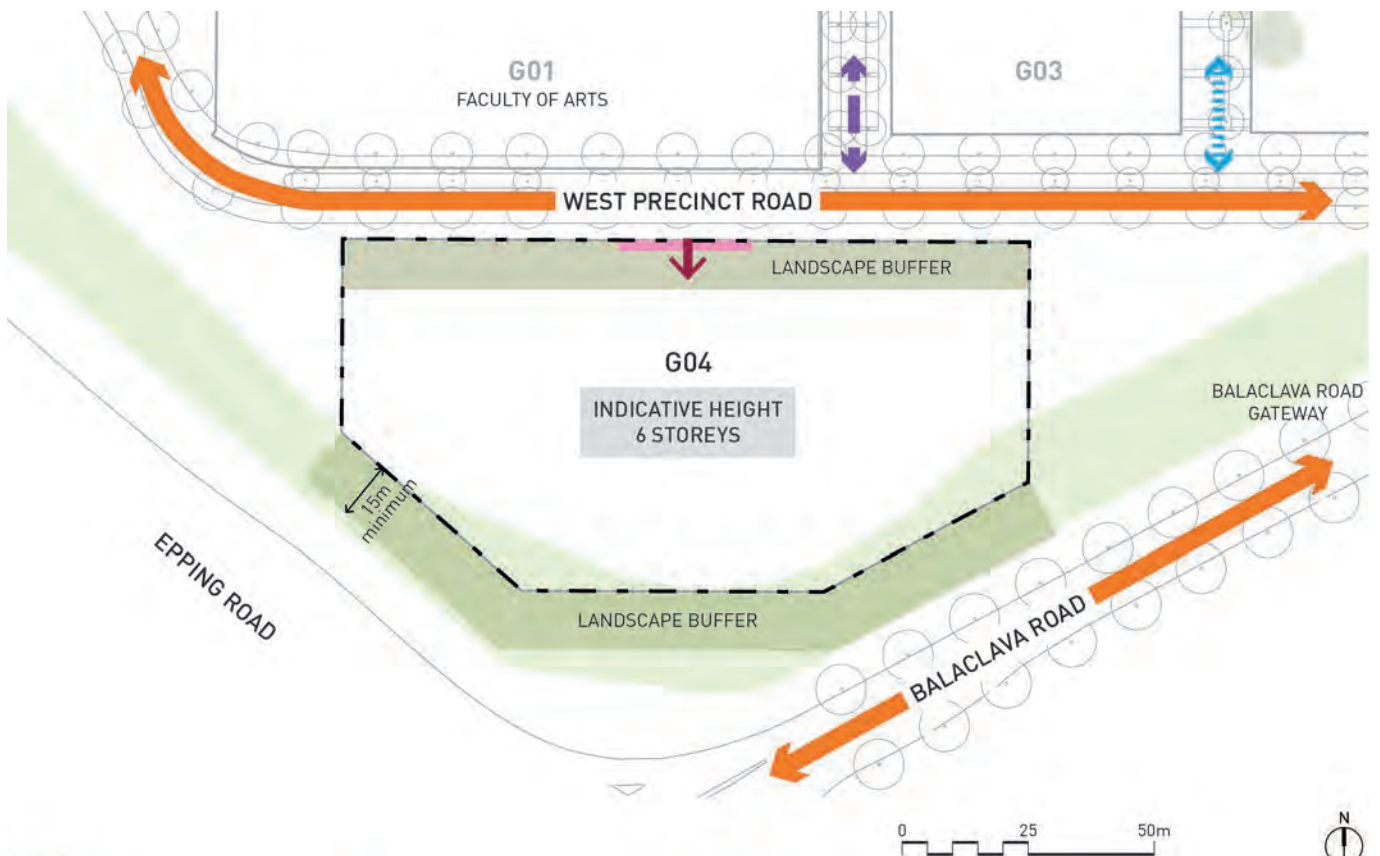 G01
FACULTY OF ARTS
G03
WEST PRECINCT ROAD
LANDSCAPE BUFFER
G04
INDICATIVE HEIGHT
6 STOREYS
BALACLAVA ROAD
GATEWAY
15m
minimum
EPPING ROAD
LANDSCAPE BUFFER
BALACLAVA ROAD
0 25 50m
N